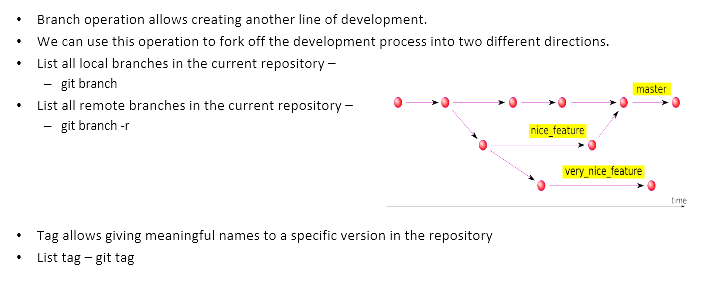 • Branch operation allows creating another line of development.
• We can use this operation to fork off the development process into two different directions.
• List all local branches in the current repository –
– git branch
• List all remote branches in the current repository –
– git branch -r
master
nice_feature
very_nice_feature
time
• Tag allows giving meaningful names to a specific version in the repository
• List tag – git tag